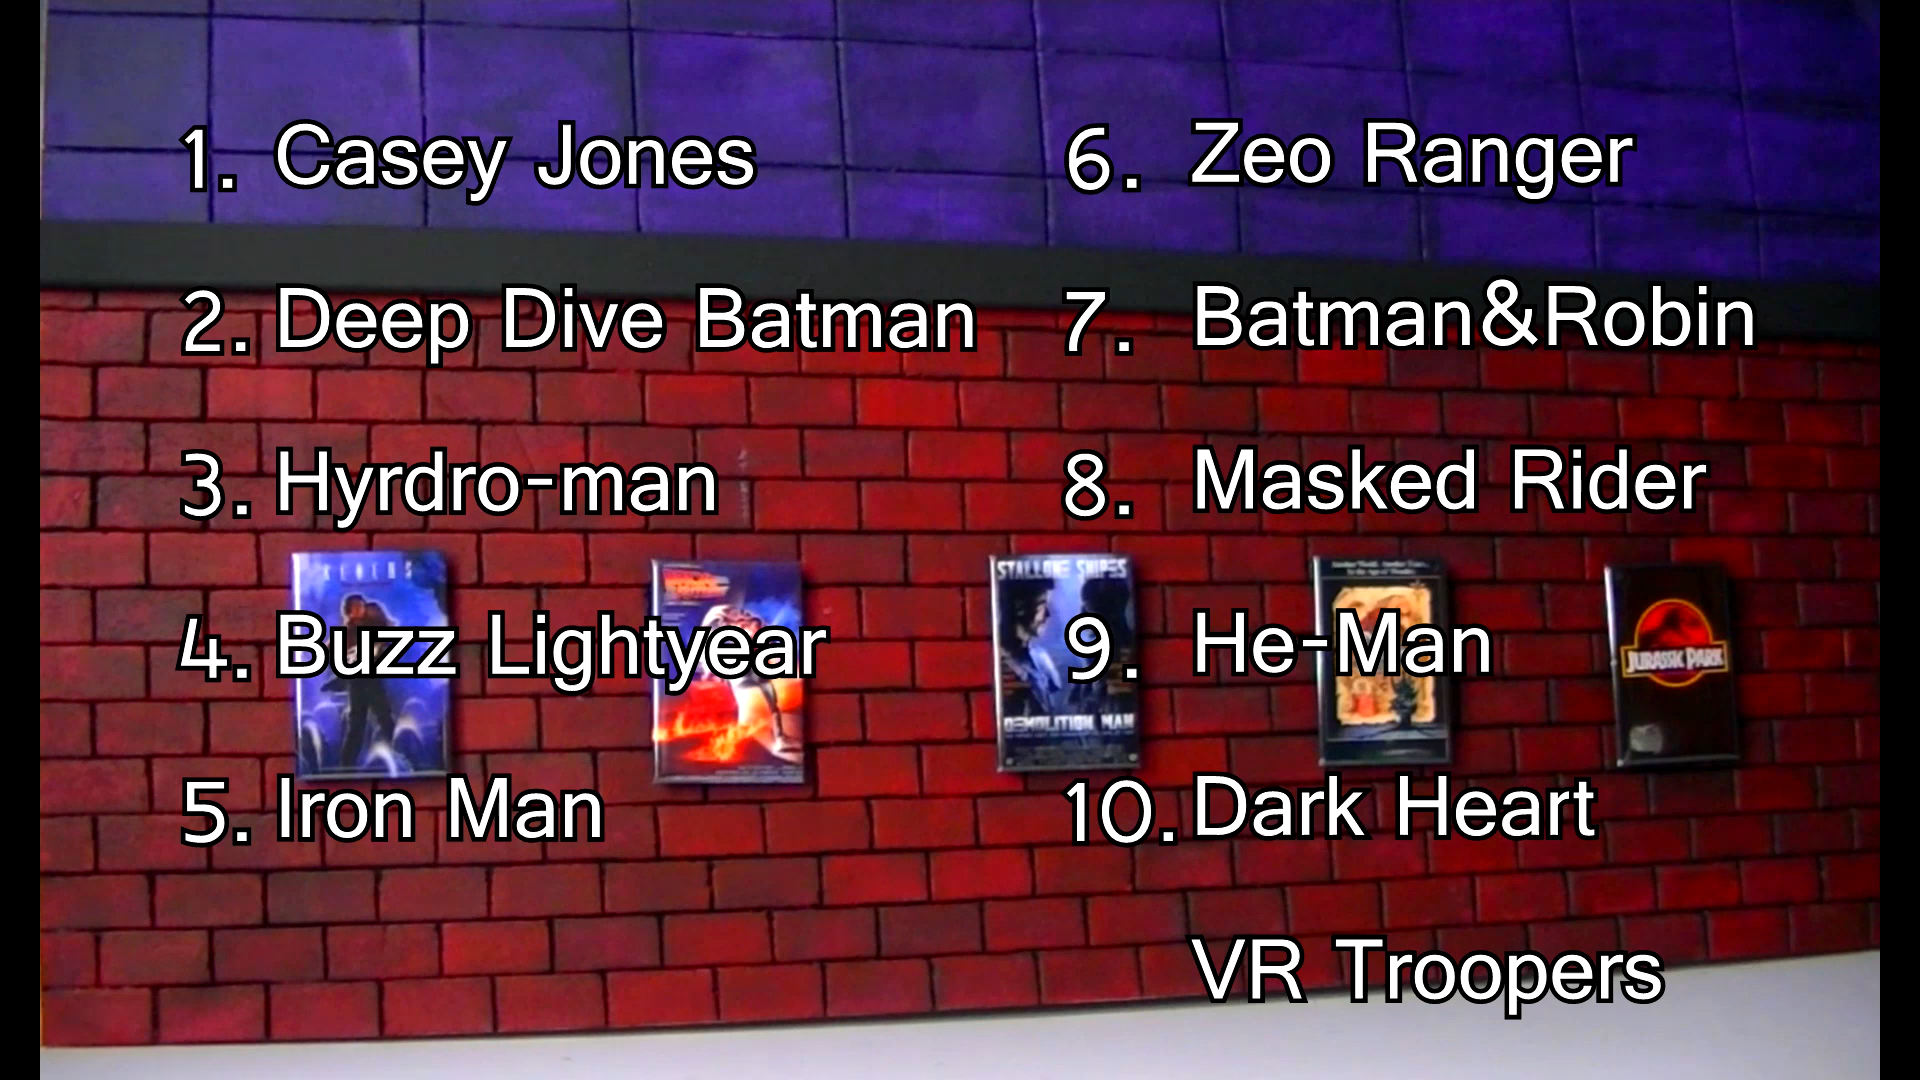 1. Casey Jones
2. Deep Dive Batman
3. Hyrdro-man
4. Buzz Lightyear
5. Iron Man
6. Zeo Ranger
7. Batman&Robin
8. Masked Rider
9. He-Man
10. Dark Heart
VR Troopers
ALIENS
STALLONE SNIPES
DEMOLITION MAN
JURASSIC PARK